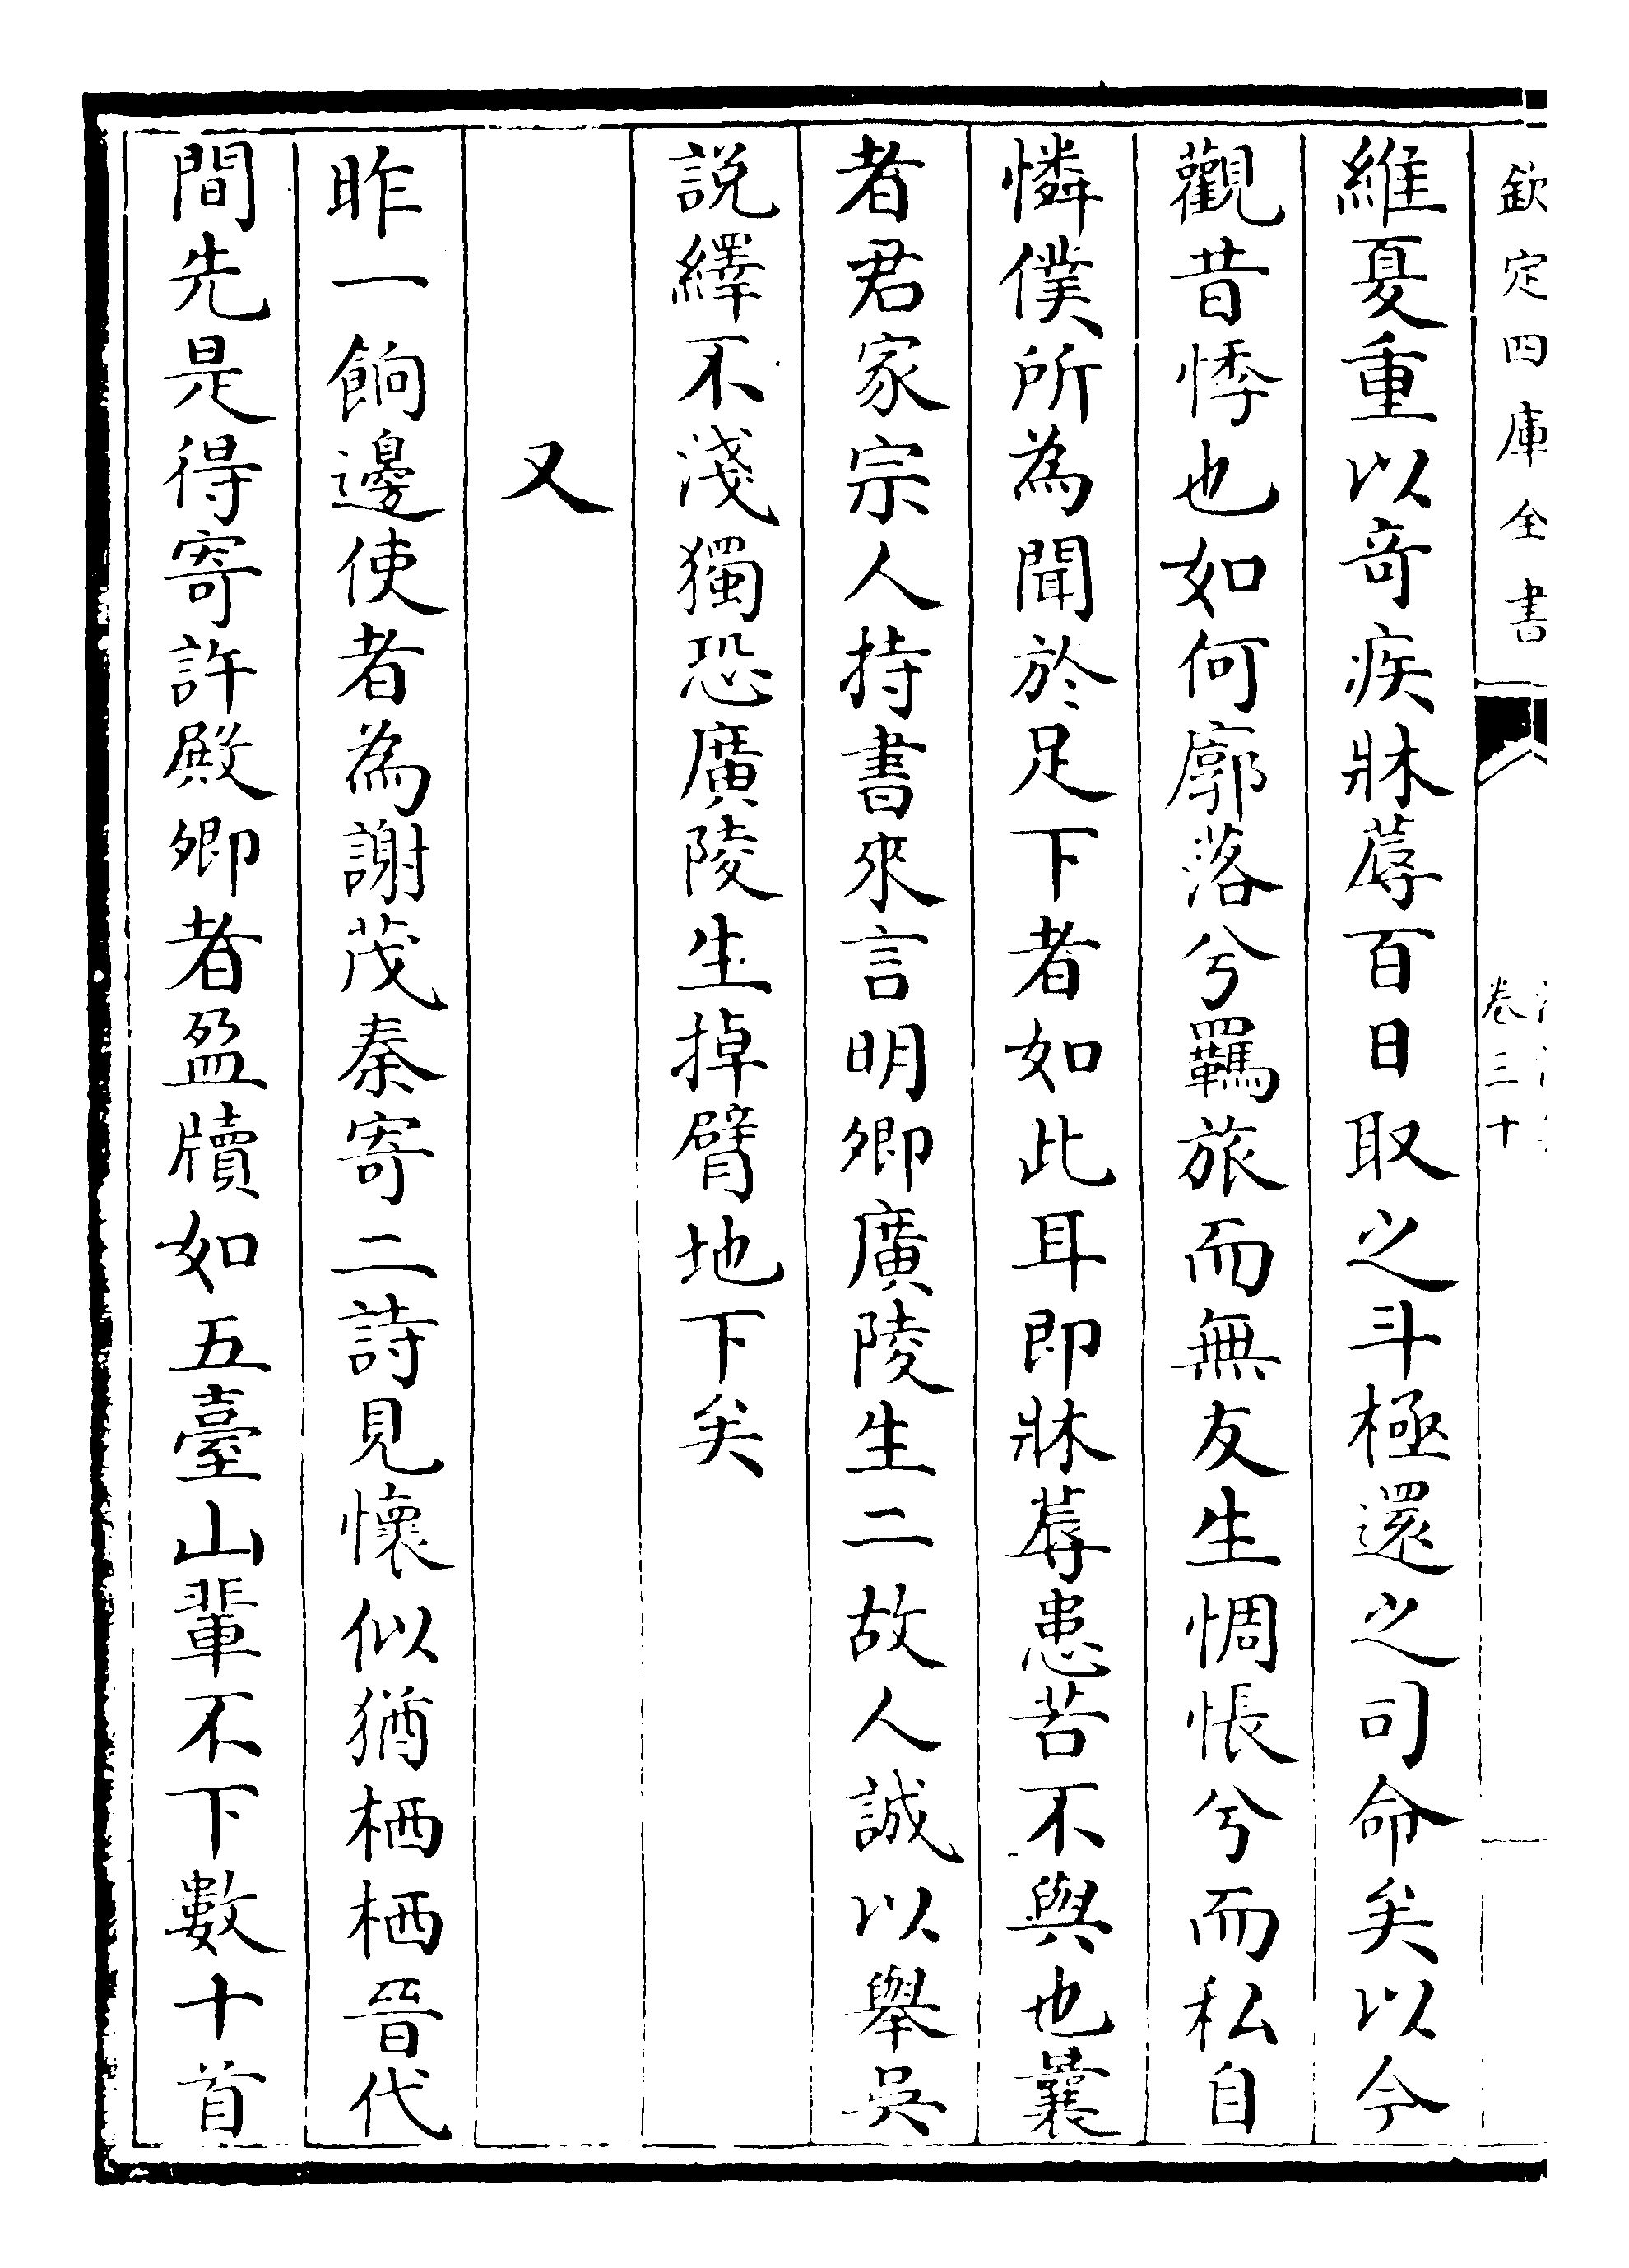 欽定四庫全書
卷三十
維憂重以竒疾牀蓐百日取之斗極還之司命矣以今
觀昔悸也如何廓落兮羈旅而無友生惆悵兮而私自
憐僕所為聞於足下者如此耳即牀蓐患苦不與也曩
者君家宗人持書來言明卿廣陵生二故人誠以舉吳
説繹不淺獨恐廣陵生掉臂地下矣
又
昨一餉邊使者為謝茂秦寄二詩見懷似猶栖栖晉代
間先是得寄許殿卿者盈牘如五臺山輩不下數十首